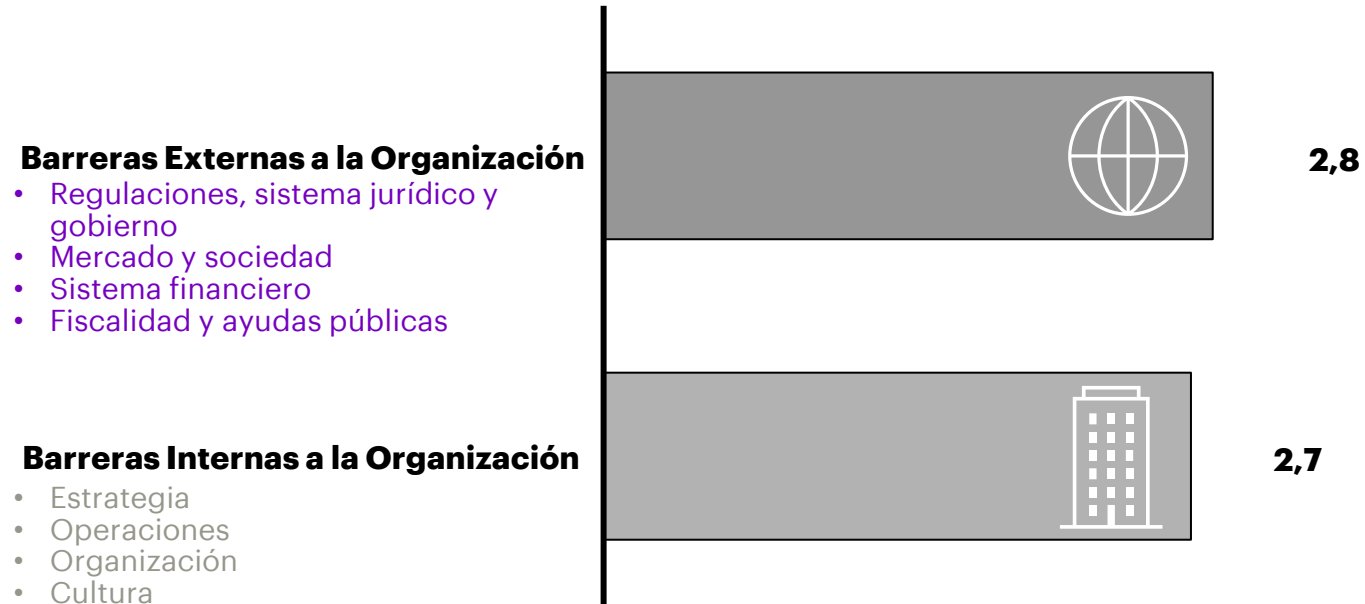 Barreras Externas a la Organización
• Regulaciones, sistema jurídico y
gobierno
• Mercado y sociedad
• Sistema financiero
• Fiscalidad y ayudas públicas
2,8
Barreras Internas a la Organización
• Estrategia
• Operaciones
• Organización
• Cultura
2,7